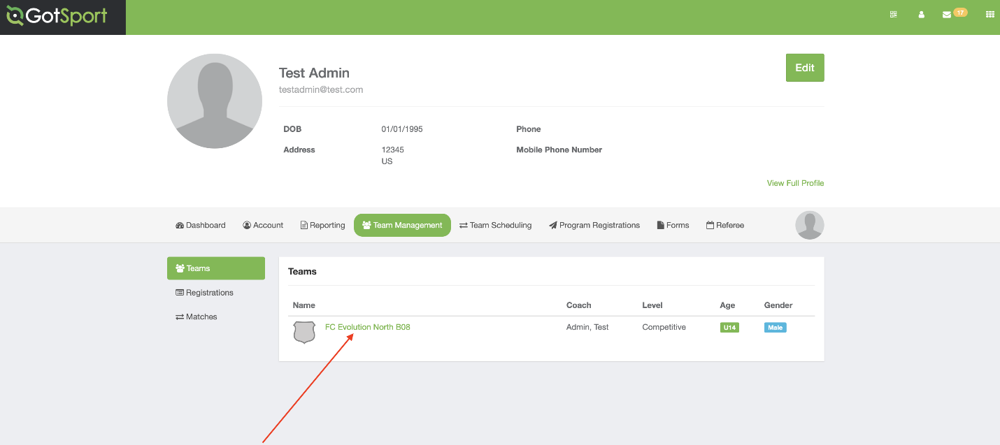 GotSport
17
Test Admin
testadmin@test.com
Edit
DOB 01/01/1995 Phone
Address 12345 Mobile Phone Number
US
View Full Profile
Dashboard Account Reporting Team Management Team Scheduling Program Registrations Forms Referee
Teams
Registrations
Matches
Teams
Name Coach Level Age Gender
FC Evolution North B08 Admin, Test Competitive U14 Male